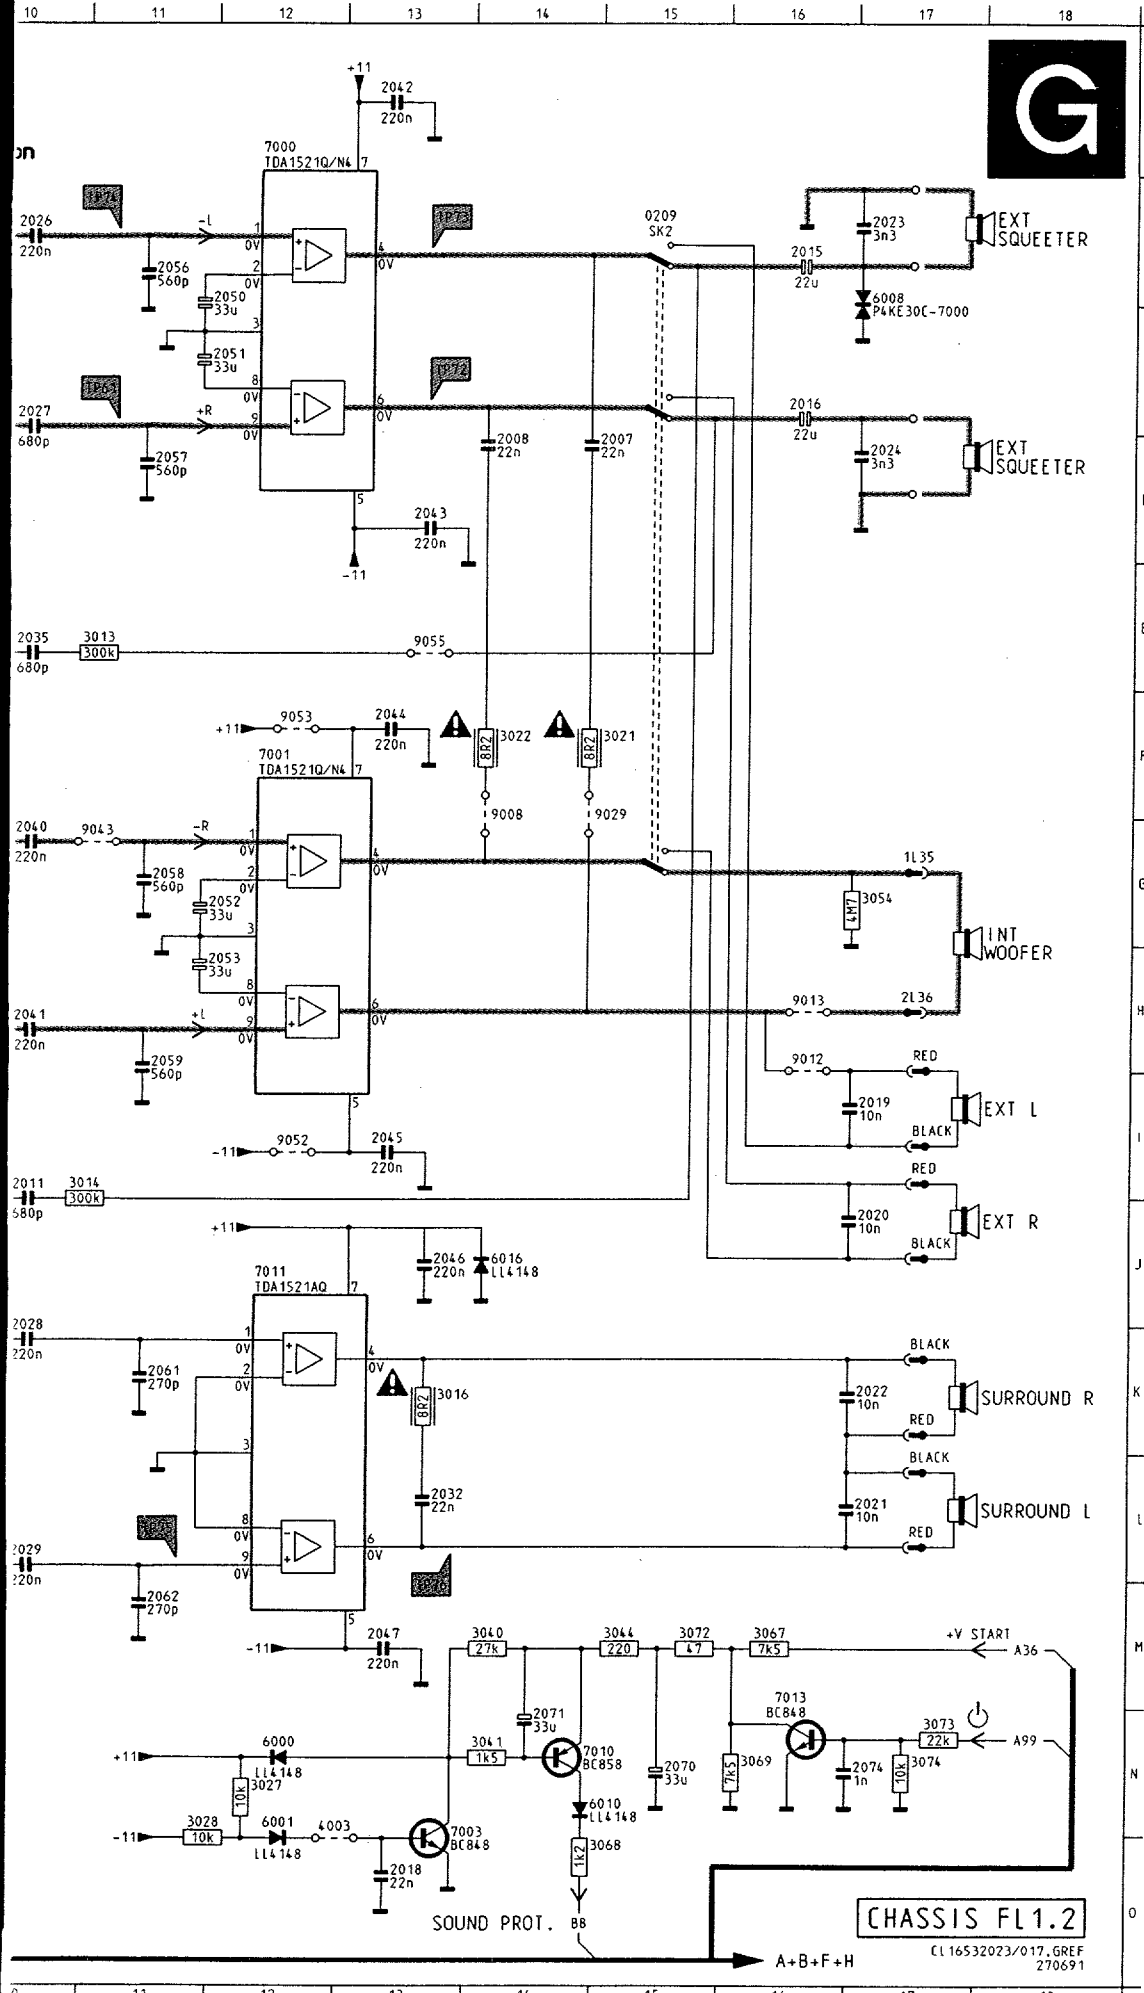 10 11 12 13 14 15 16 17 18
G
on
+11
2042
220n
7000
TDA1521Q/N4 7
TP74
TP73
2026
220n
-L
1
0V
4
0V
2
0V
2056
560p
2050
33u
3
2051
33u
8
0V
TP72
2027
680p
+R
9
0V
6
0V
2057
560p
5
2043
220n
-11
2008
22n
2007
22n
0209
SK2
2015
22u
2023
3n3
EXT
SQUEETER
6008
P4KE30C-7000
2016
22u
2024
3n3
EXT
SQUEETER
2035
680p
3013
300k
9055
+11
9053
2044
220n
7001
TDA1521Q/N4 7
3022
8R2
3021
8R2
9008
9029
2040
220n
9043
-R
1
0V
4
0V
2
0V
2058
560p
2052
33u
3
2053
33u
8
0V
2041
220n
+L
9
0V
6
0V
2059
560p
5
-11
9052
2045
220n
1L35
3054
4M7
INT
WOOFER
9013
2L36
9012
RED
2019
10n
EXT L
BLACK
RED
2020
10n
EXT R
BLACK
2011
680p
3014
300k
+11
2046
220n
6016
LL4148
7011
TDA1521AQ 7
2028
220n
1
0V
4
0V
2
0V
2061
270p
3
8
0V
3016
8R2
2032
22n
2029
220n
9
0V
6
0V
2062
270p
5
-11
2047
220n
BLACK
2022
10n
SURROUND R
RED
BLACK
2021
10n
SURROUND L
RED
3040
27k
3044
220
3072
47
3067
7k5
+V START
A36
2071
33u
7013
BC848
3073
22k
A99
+11
6000
LL4148
3041
1k5
7010
BC858
2070
33u
3069
7k5
2074
1n
3074
10k
3027
10k
6010
LL4148
-11
3028
10k
6001
LL4148
4003
7003
BC848
3068
1k2
2018
22n
SOUND PROT.
B8
CHASSIS FL1.2
CL16532023/017.GREF
270691
A+B+F+H
E
F
G
H
I
J
K
L
M
N
O